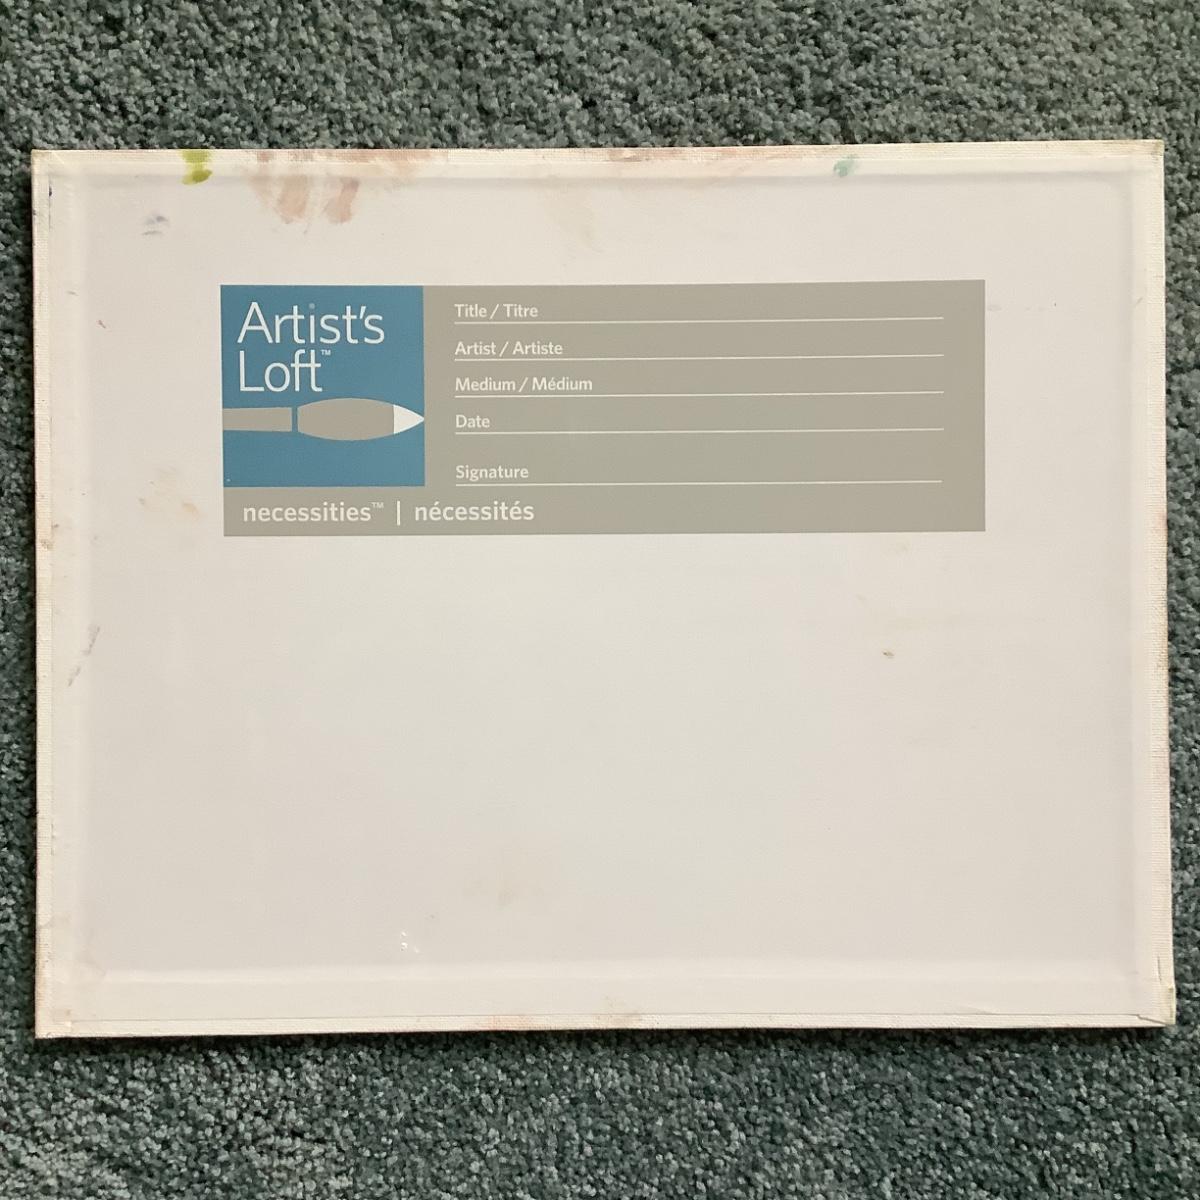 Artist's
Loft™
Title / Titre
Artist / Artiste
Medium / Médium
Date
Signature
necessities™ | nécessités